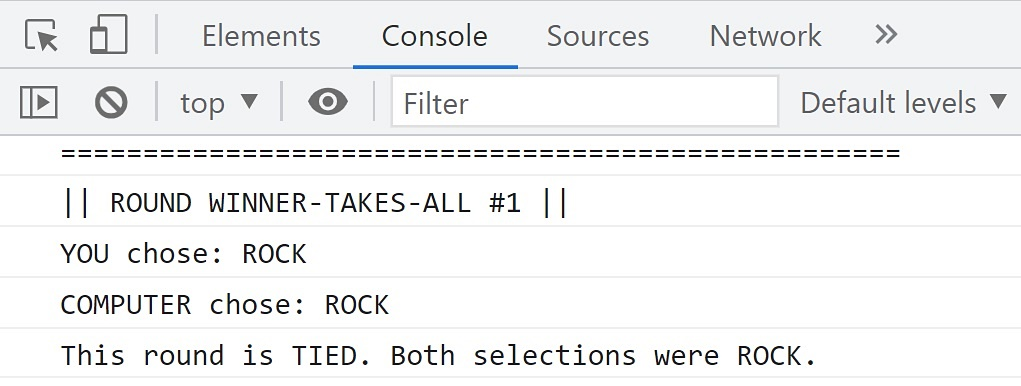 Elements Console Sources Network »
top ▼ Filter Default levels ▼
===================================================
|| ROUND WINNER-TAKES-ALL #1 ||
YOU chose: ROCK
COMPUTER chose: ROCK
This round is TIED. Both selections were ROCK.